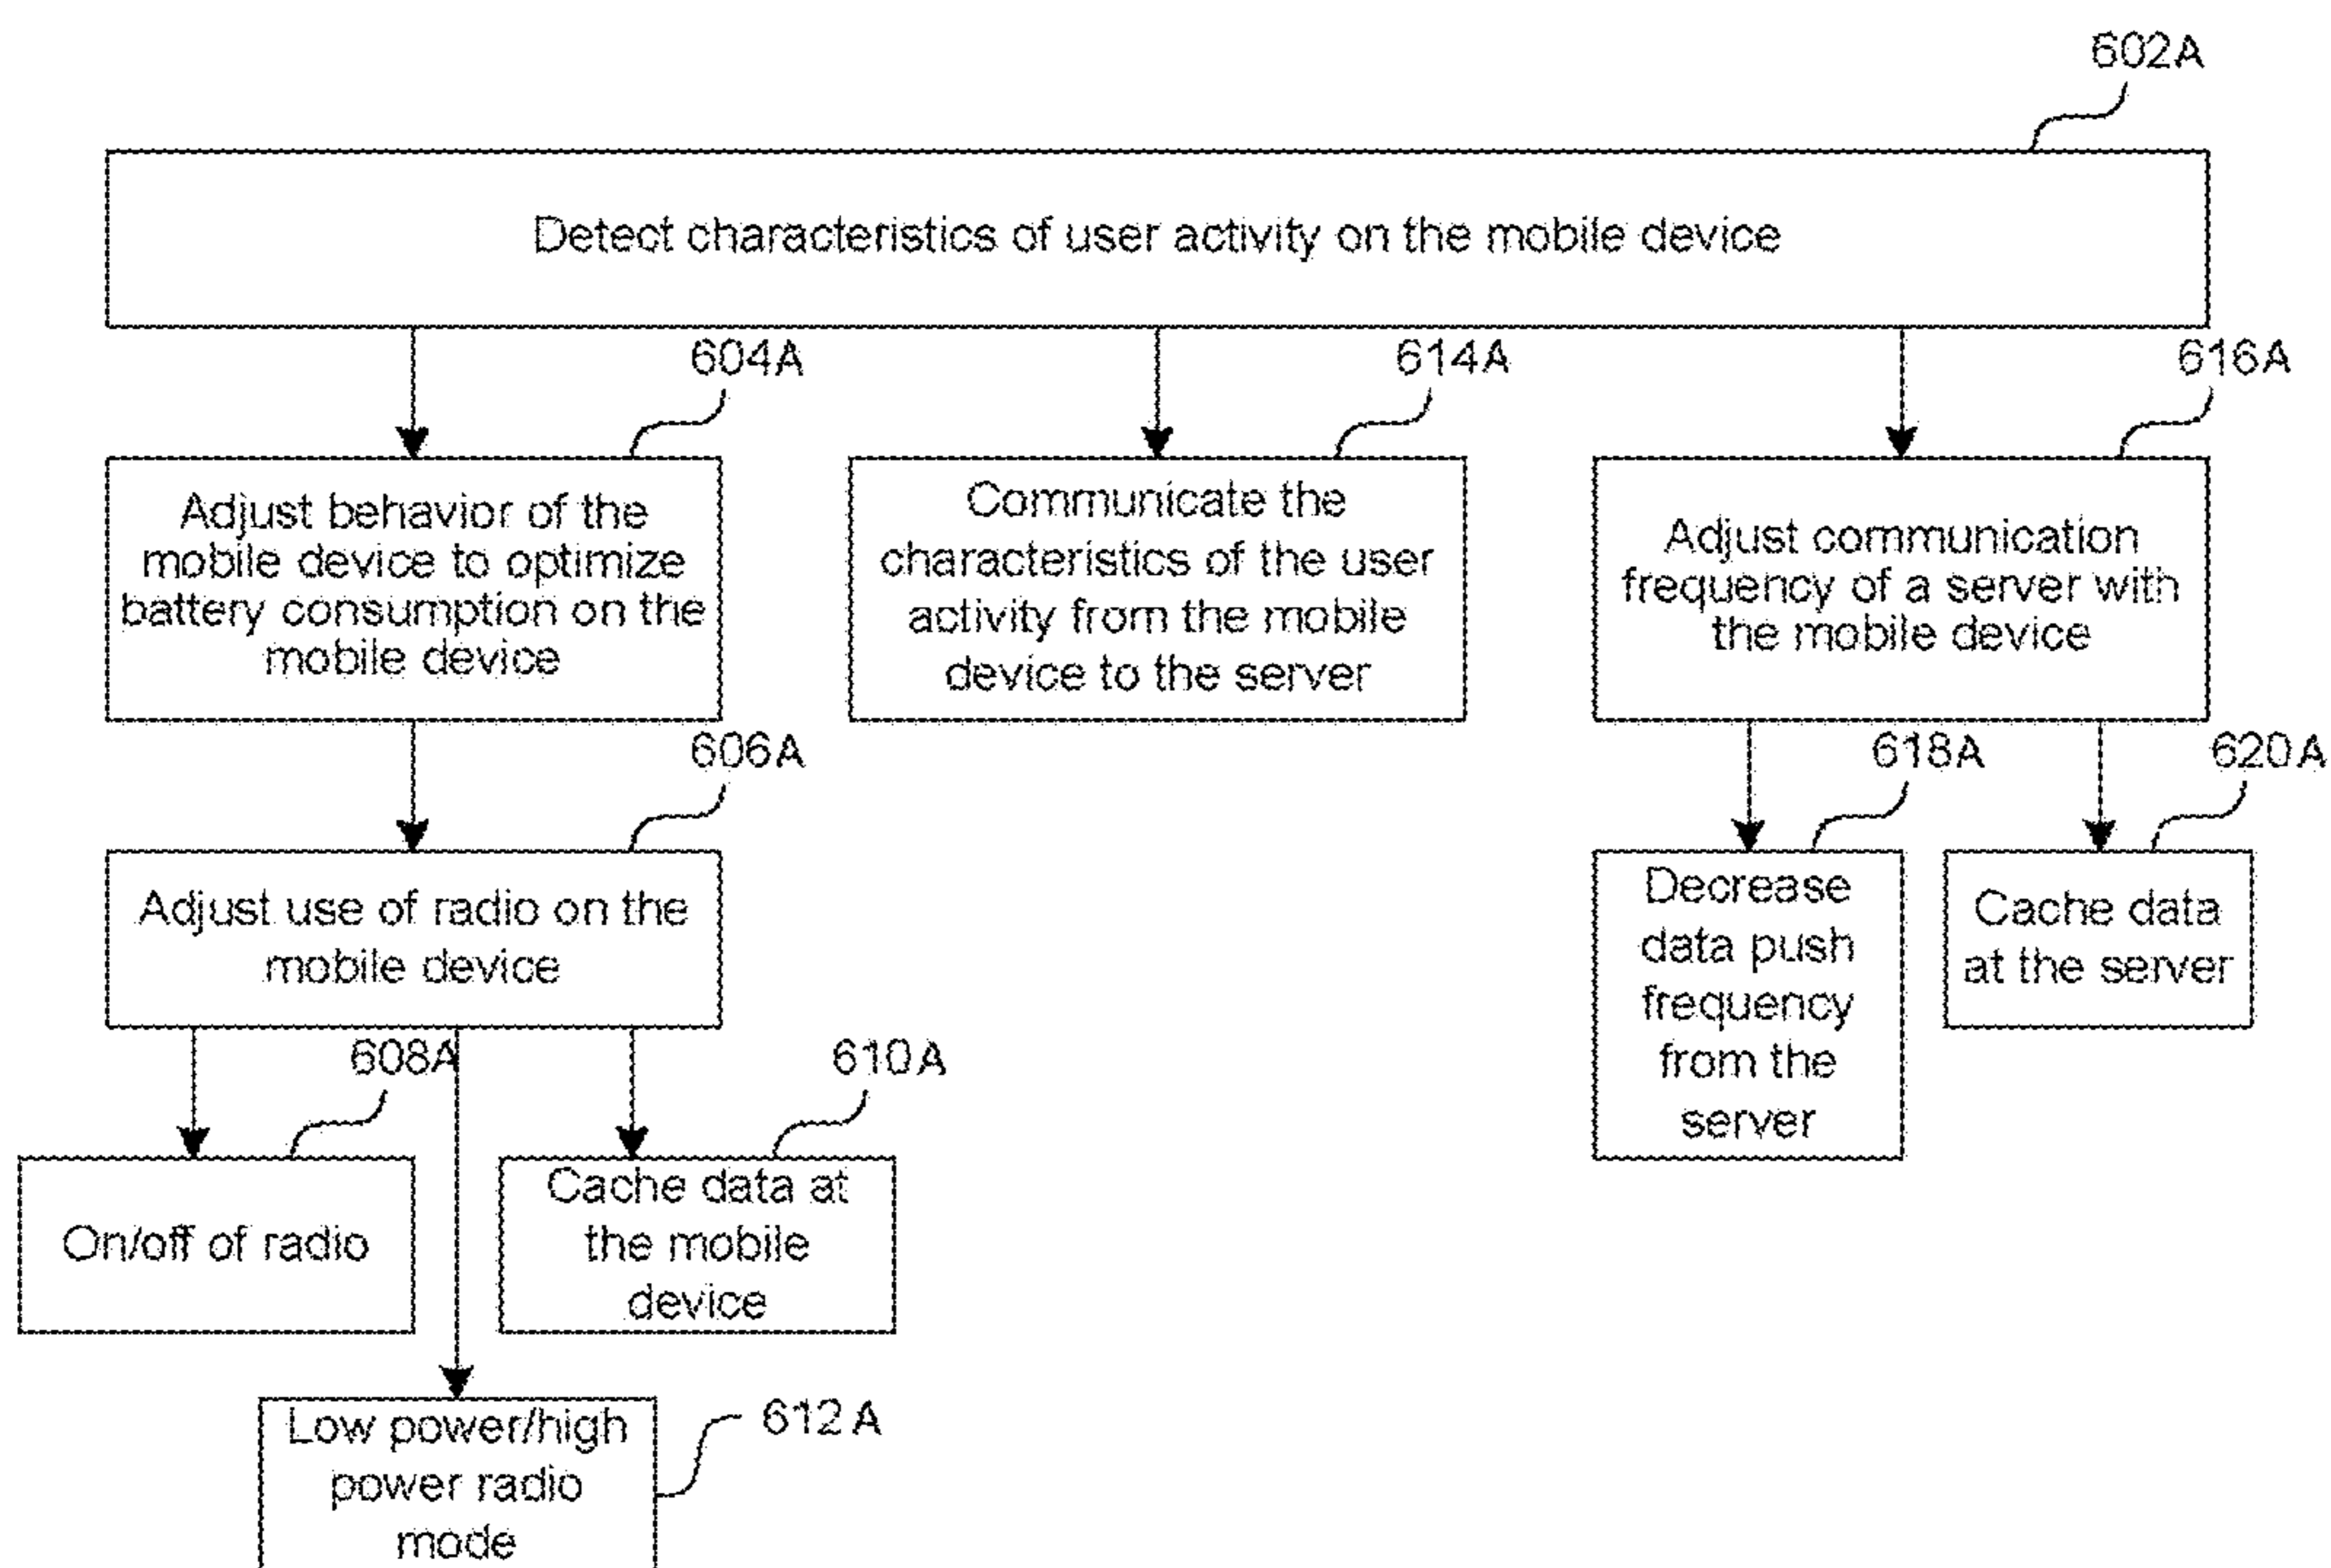 602A
Detect characteristics of user activity on the mobile device
604A
614A
616A
Adjust behavior of the
mobile device to optimize
battery consumption on the
mobile device
Communicate the
characteristics of the user
activity from the mobile
device to the server
Adjust communication
frequency of a server with
the mobile device
606A
618A
620A
Adjust use of radio on the
mobile device
Decrease
data push
frequency
from the
server
Cache data
at the server
608A
610A
On/off of radio
Cache data at
the mobile
device
Low power/high
power radio
mode
612A